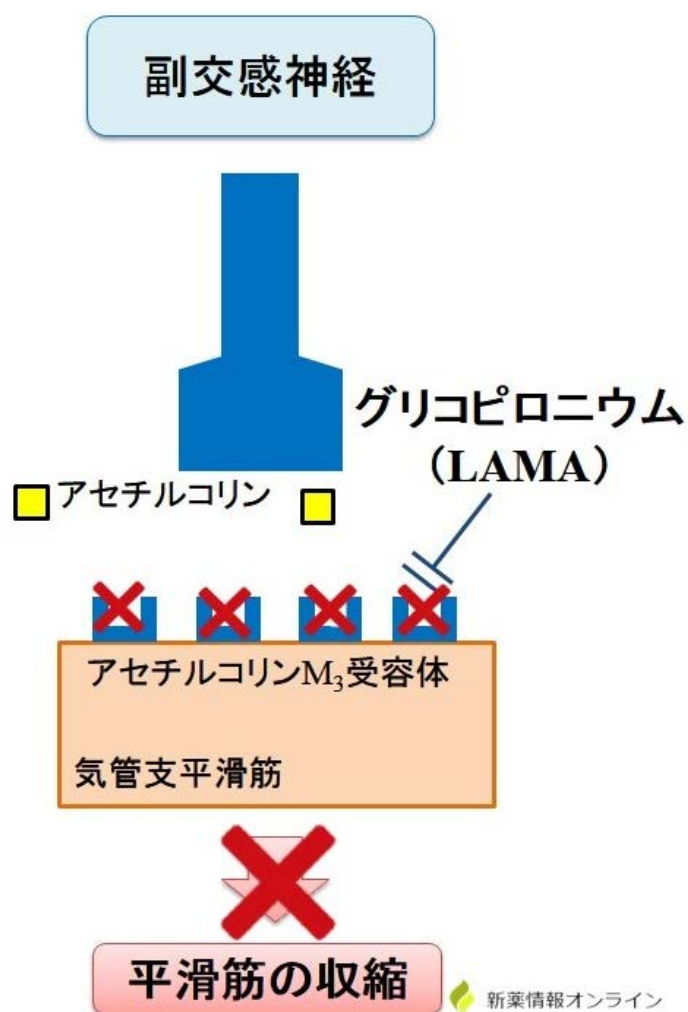 副交感神経
グリコピロニウム
（LAMA）
アセチルコリン
アセチルコリンM₃受容体
気管支平滑筋
平滑筋の収縮
新薬情報オンライン